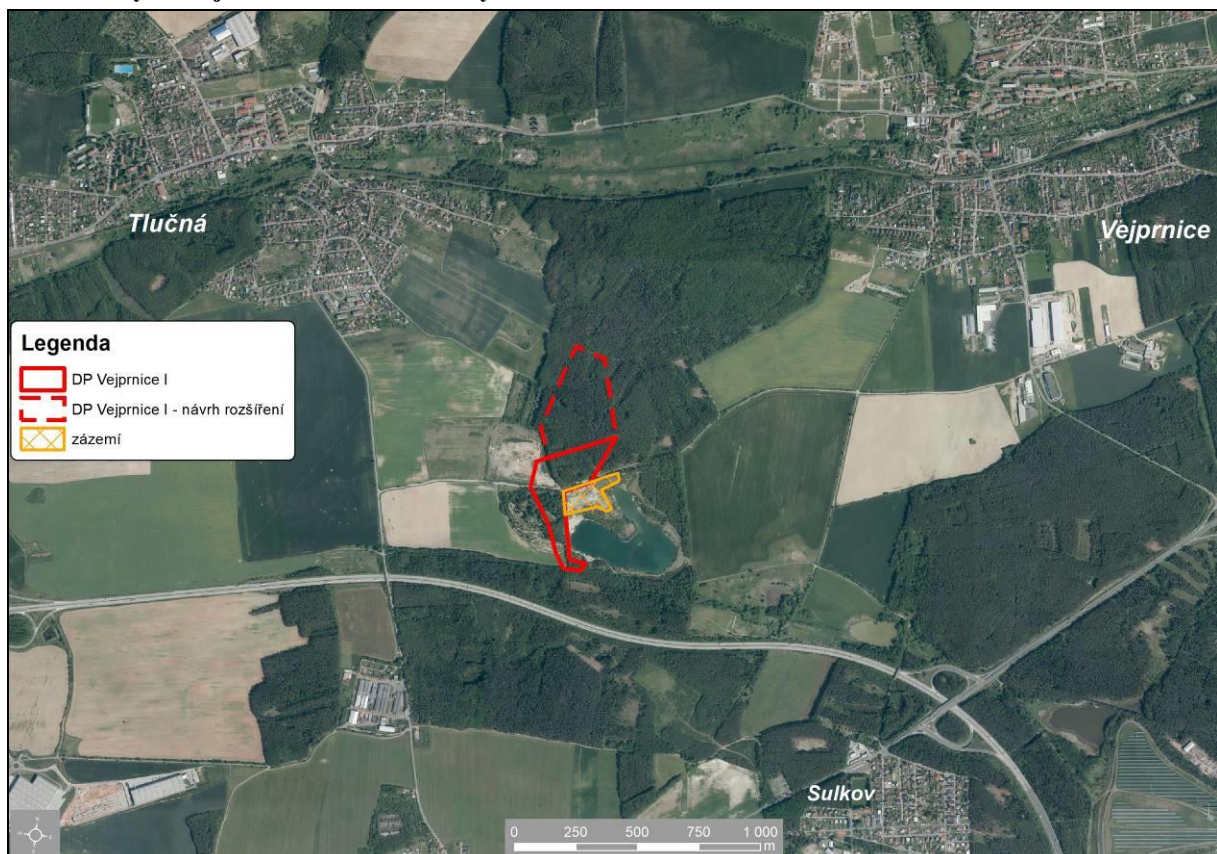 Tlučná
Vejprnice
Legenda
DP Vejprnice I
DP Vejprnice I - návrh rozšíření
zázemí
Sulkov
0 250 500 750 1 000
m